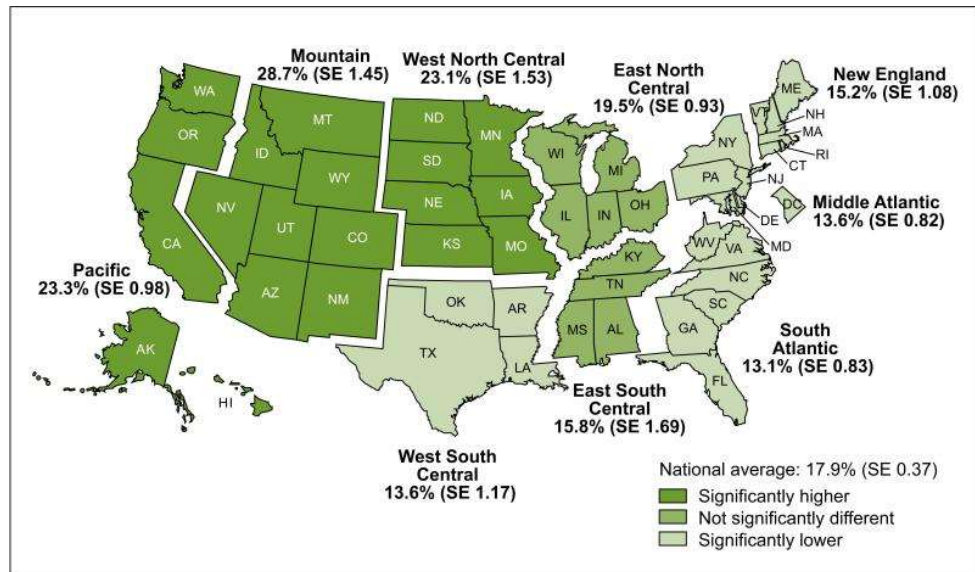 Mountain
28.7% (SE 1.45)
West North Central
23.1% (SE 1.53)
East North
Central
19.5% (SE 0.93)
New England
15.2% (SE 1.08)
WA
OR
CA
ID
NV
MT
WY
UT
CO
AZ
NM
ND
SD
NE
KS
MN
IA
MO
WI
MI
IL
IN
OH
KY
TN
MS
AL
OK
AR
TX
LA
NY
PA
ME
VT
NH
MA
RI
CT
NJ
DC
DE
MD
WV
VA
NC
SC
GA
FL
Middle Atlantic
13.6% (SE 0.82)
Pacific
23.3% (SE 0.98)
AK
HI
South
Atlantic
13.1% (SE 0.83)
East South
Central
15.8% (SE 1.69)
West South
Central
13.6% (SE 1.17)
National average: 17.9% (SE 0.37)
Significantly higher
Not significantly different
Significantly lower